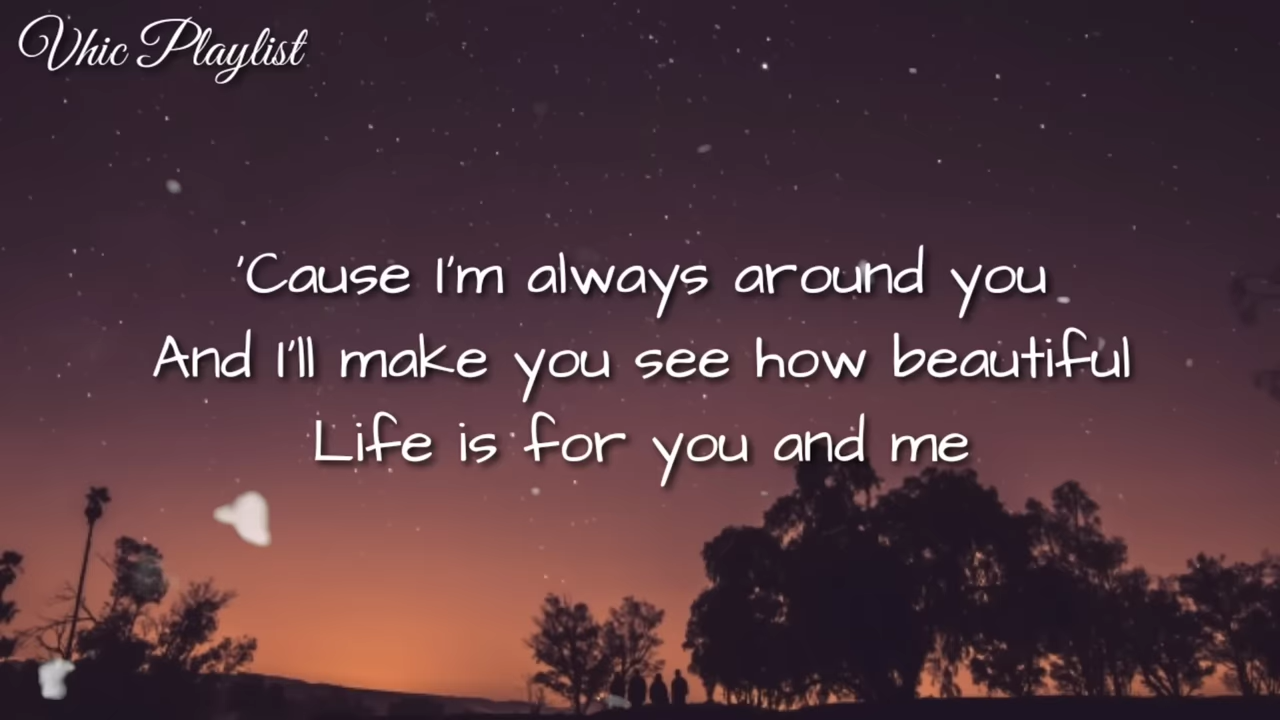 Vhic Playlist
'Cause I'm always around you
And I'll make you see how beautiful
Life is for you and me